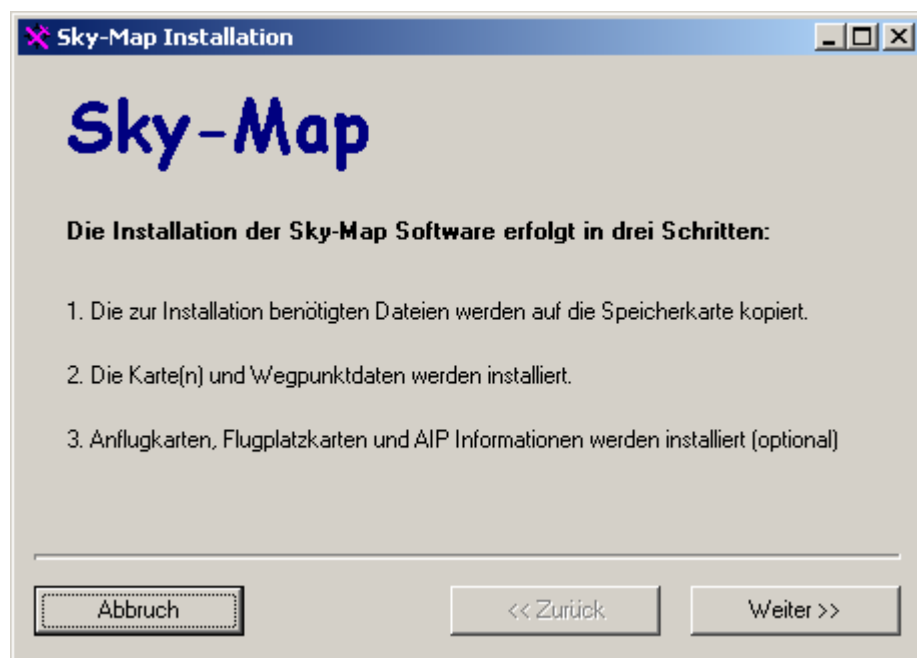 Sky-Map Installation
Sky-Map
Die Installation der Sky-Map Software erfolgt in drei Schritten:
1. Die zur Installation benötigten Dateien werden auf die Speicherkarte kopiert.
2. Die Karte(n) und Wegpunktdaten werden installiert.
3. Anflugkarten, Flugplatzkarten und AIP Informationen werden installiert (optional)
Abbruch
<< Zurück
Weiter >>